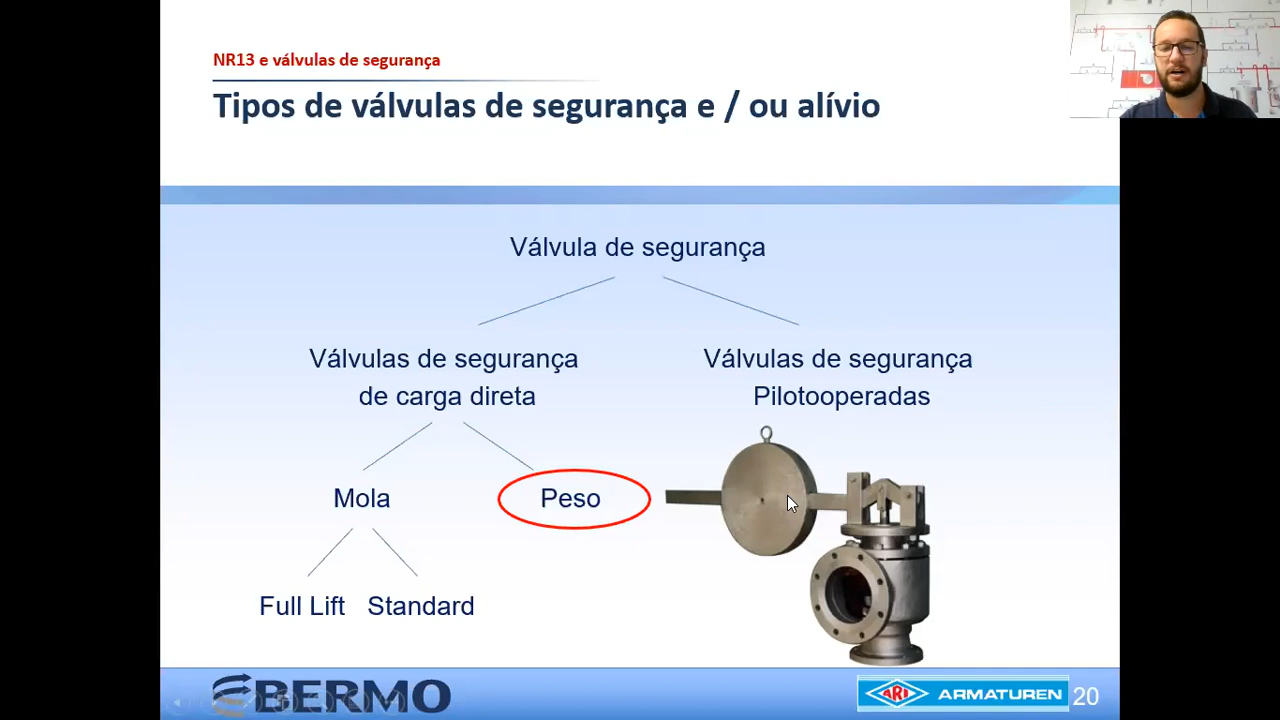 NR13 e válvulas de segurança
Tipos de válvulas de segurança e / ou alívio
Válvula de segurança
Válvulas de segurança
de carga direta
Válvulas de segurança
Pilotooperadas
Mola
Peso
Full Lift
Standard
BERMO
ARI ARMATUREN
20